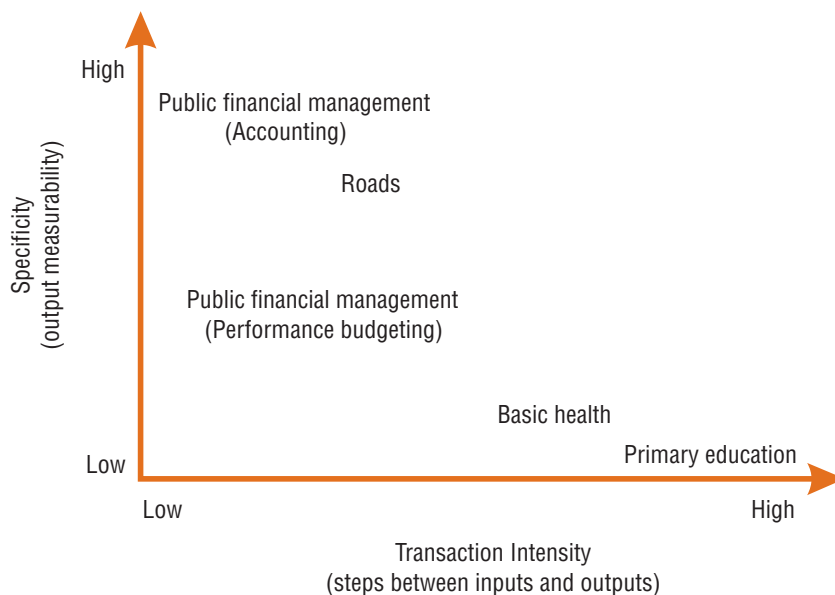 High
Public financial management
(Accounting)
Roads
Specificity
(output measurability)
Public financial management
(Performance budgeting)
Basic health
Primary education
Low
Low
High
Transaction Intensity
(steps between inputs and outputs)